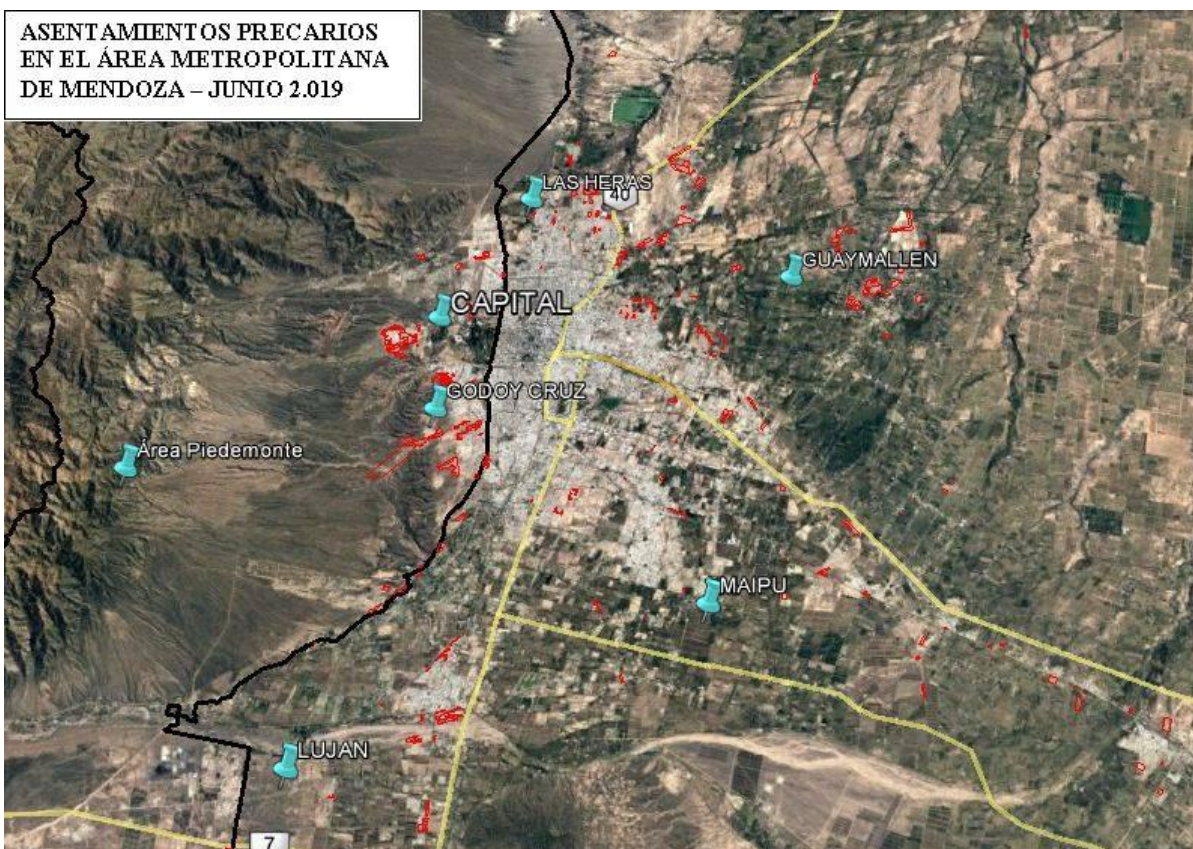 ASENTAMIENTOS PRECARIOS
EN EL ÁREA METROPOLITANA
DE MENDOZA – JUNIO 2.019
LAS HERAS
40
GUAYMALLEN
CAPITAL
GODOY CRUZ
Área Piedemonte
MAIPU
LUJAN
7